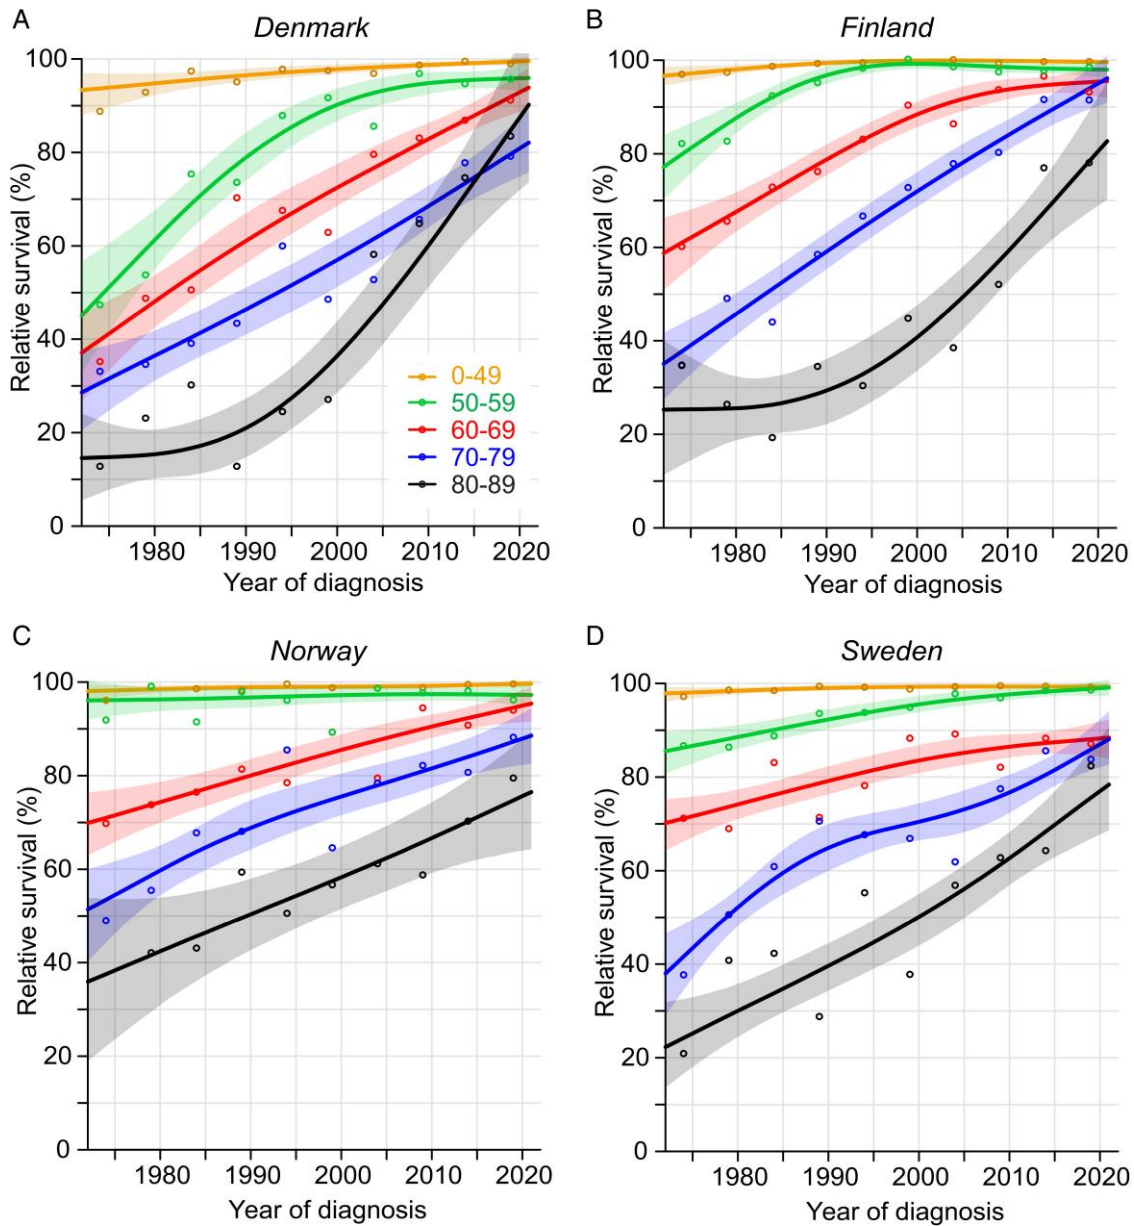 A
Denmark
Relative survival (%)
100
80
60
40
20
0
0-49
50-59
60-69
70-79
80-89
1980 1990 2000 2010 2020
Year of diagnosis
B
Finland
Relative survival (%)
100
80
60
40
20
0
1980 1990 2000 2010 2020
Year of diagnosis
C
Norway
Relative survival (%)
100
80
60
40
20
0
1980 1990 2000 2010 2020
Year of diagnosis
D
Sweden
Relative survival (%)
100
80
60
40
20
0
1980 1990 2000 2010 2020
Year of diagnosis